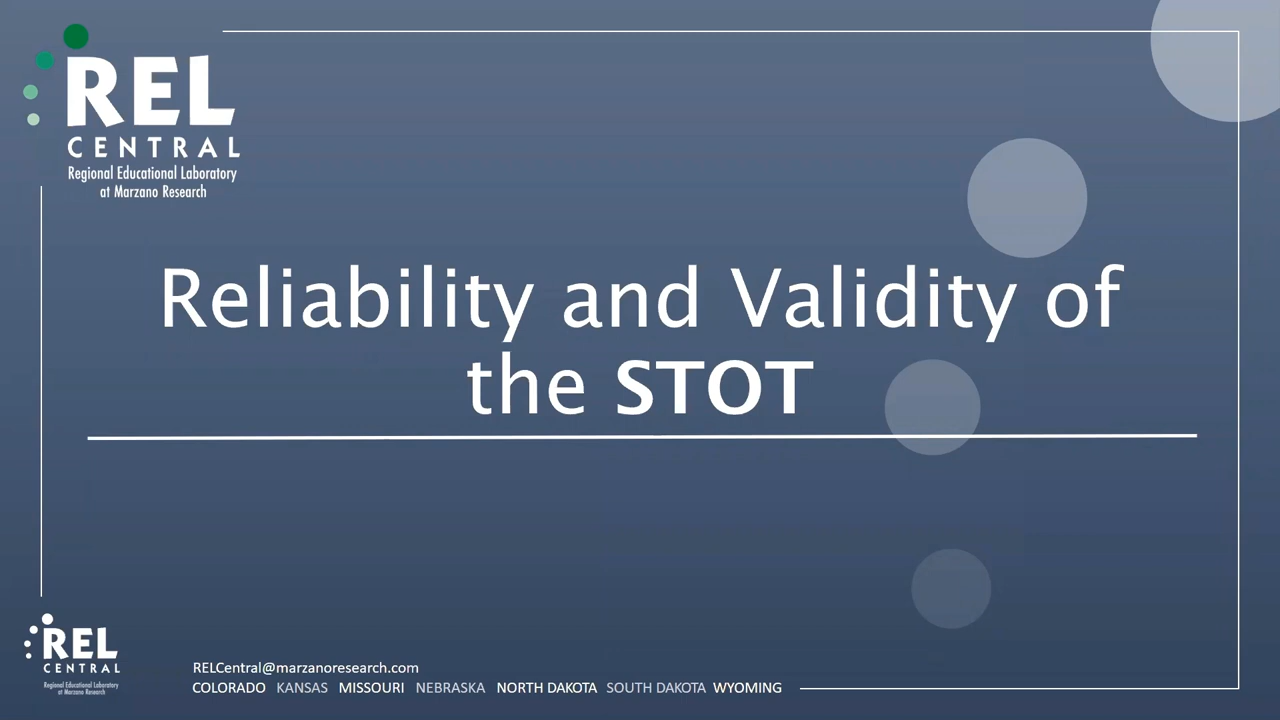 REL
CENTRAL
Regional Educational Laboratory
at Marzano Research
Reliability and Validity of
the STOT
REL
CENTRAL
Regional Educational Laboratory
at Marzano Research
RELCentral@marzanoresearch.com
COLORADO KANSAS MISSOURI NEBRASKA NORTH DAKOTA SOUTH DAKOTA WYOMING